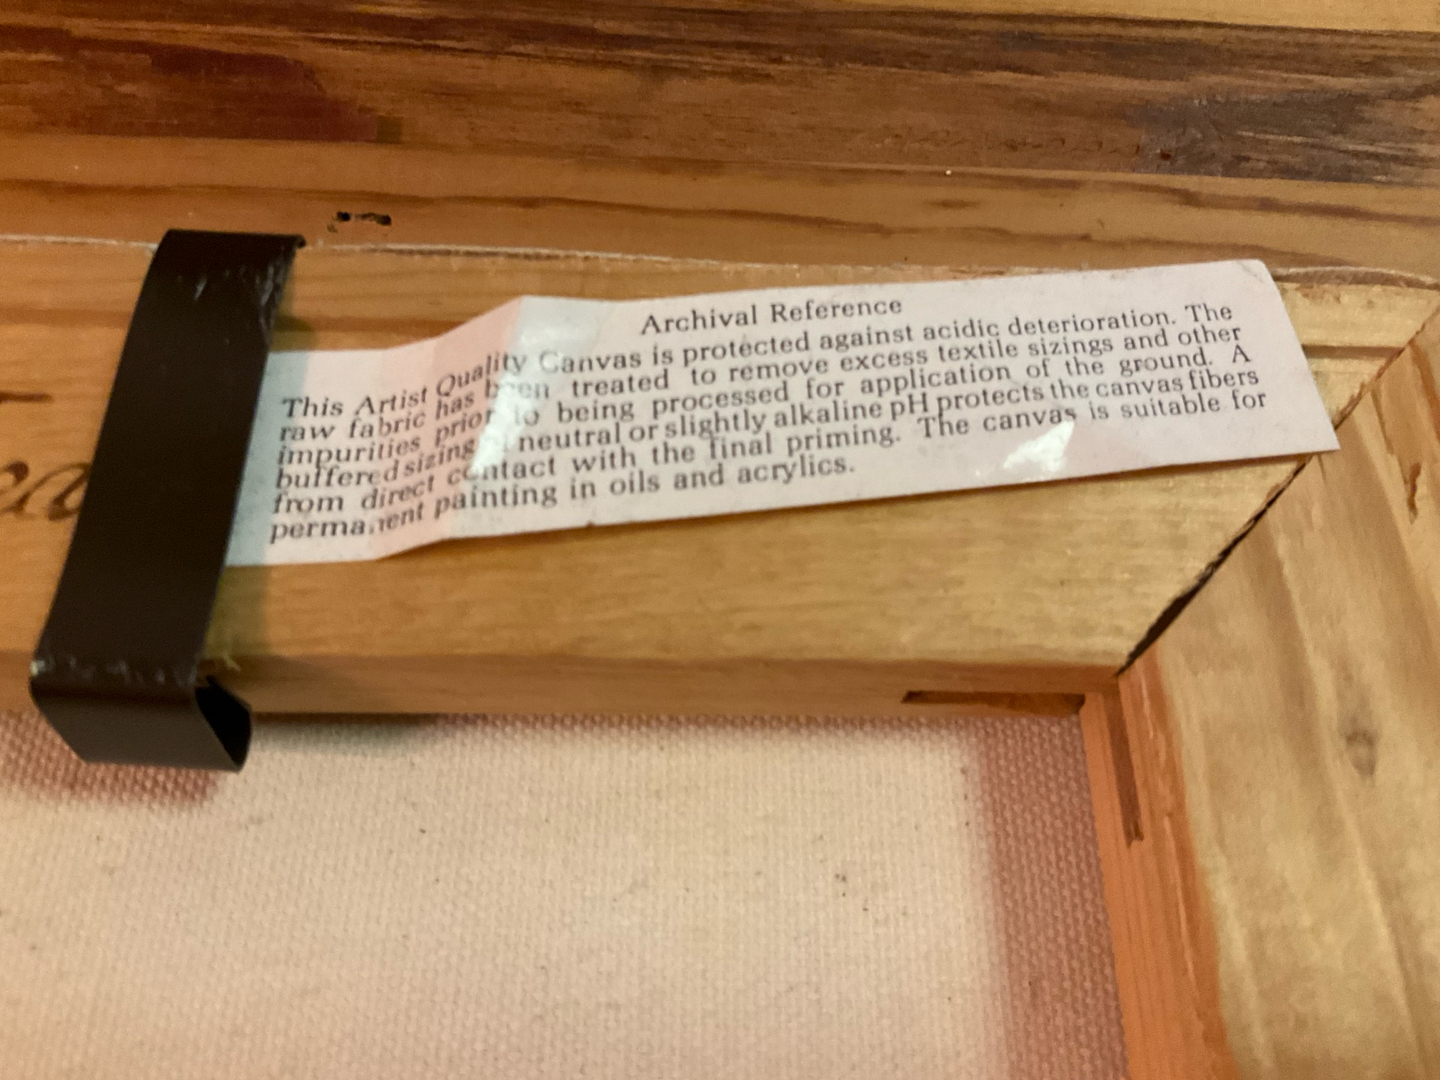 Archival Reference
This Artist Quality Canvas is protected against acidic deterioration. The
raw fabric has been treated to remove excess textile sizings and other
impurities prior to being processed for application of the ground. A
buffered sizing neutral or slightly alkaline pH protects the canvas fibers
from direct contact with the final priming. The canvas is suitable for
permanent painting in oils and acrylics.